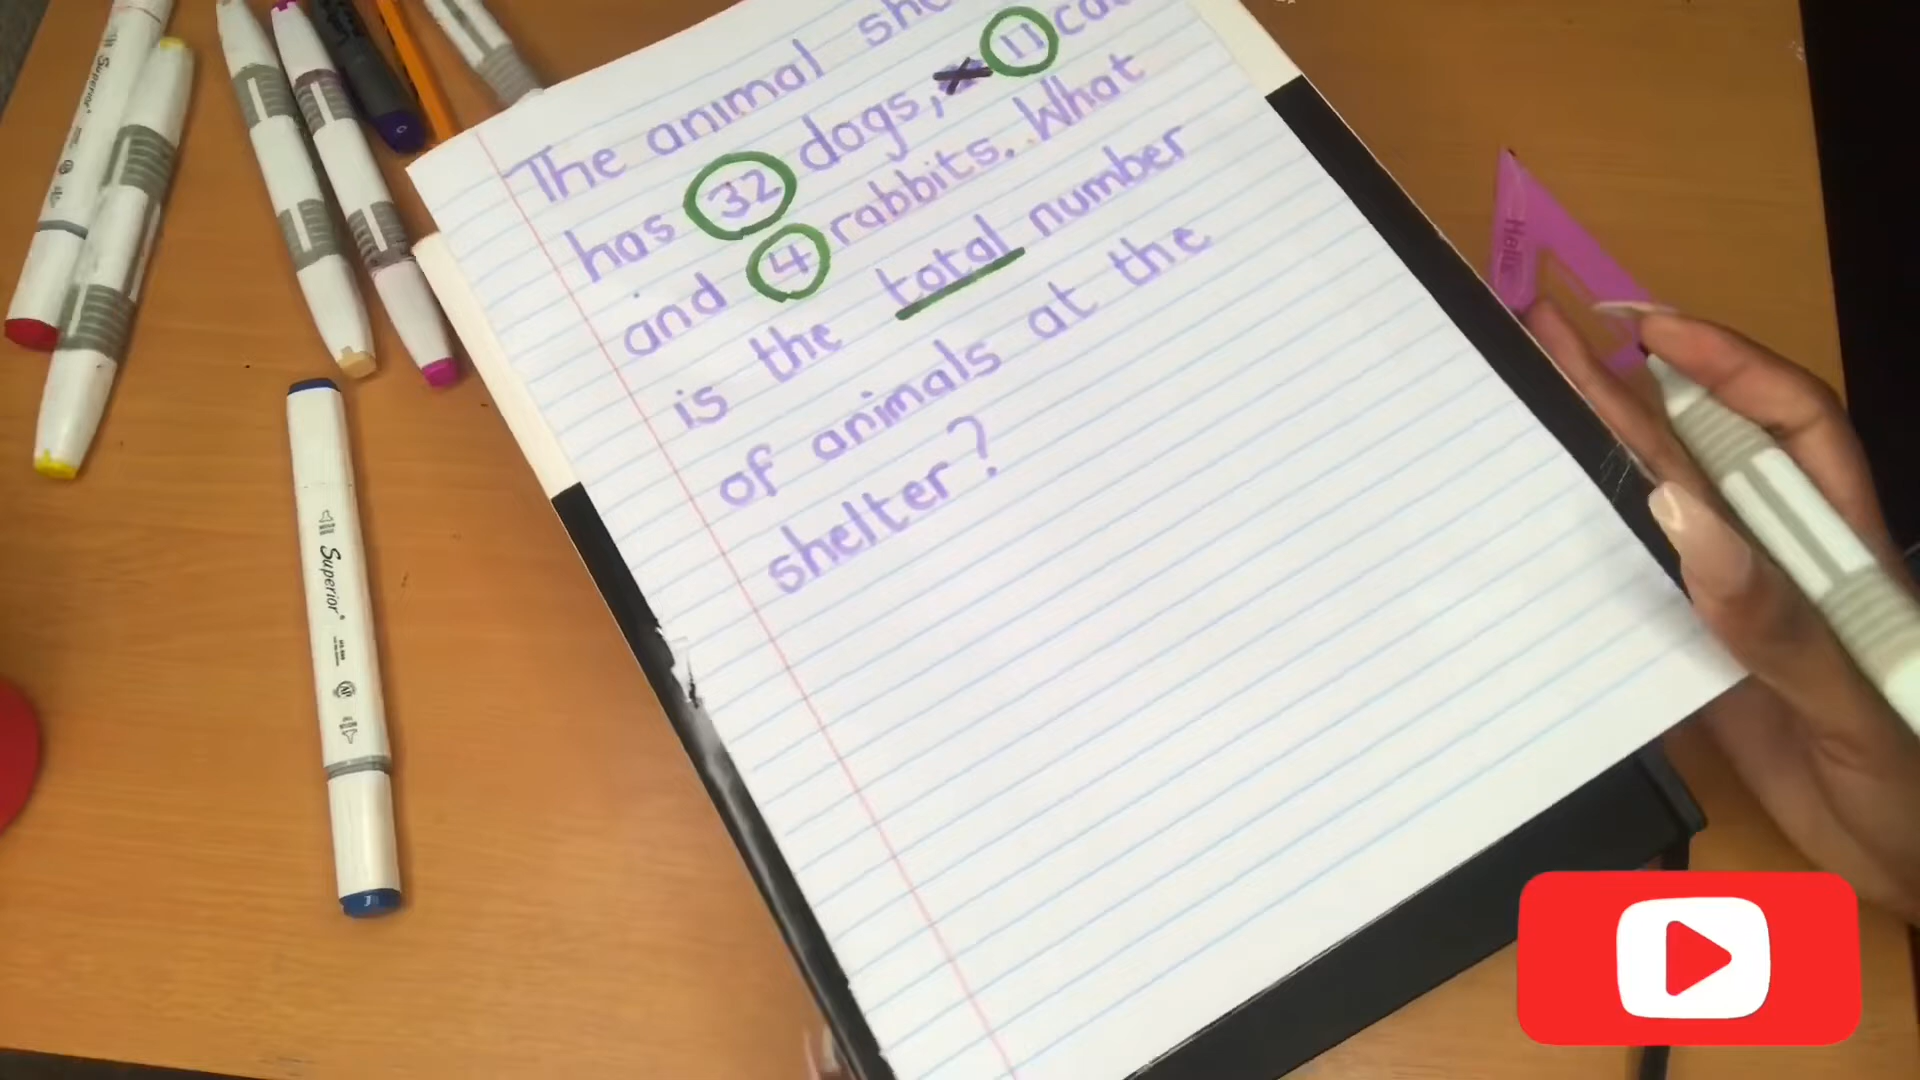 The animal
has 32 dogs, 11
and 4 rabbits. What
is the total number
of animals at the
shelter?
Superior
Superior